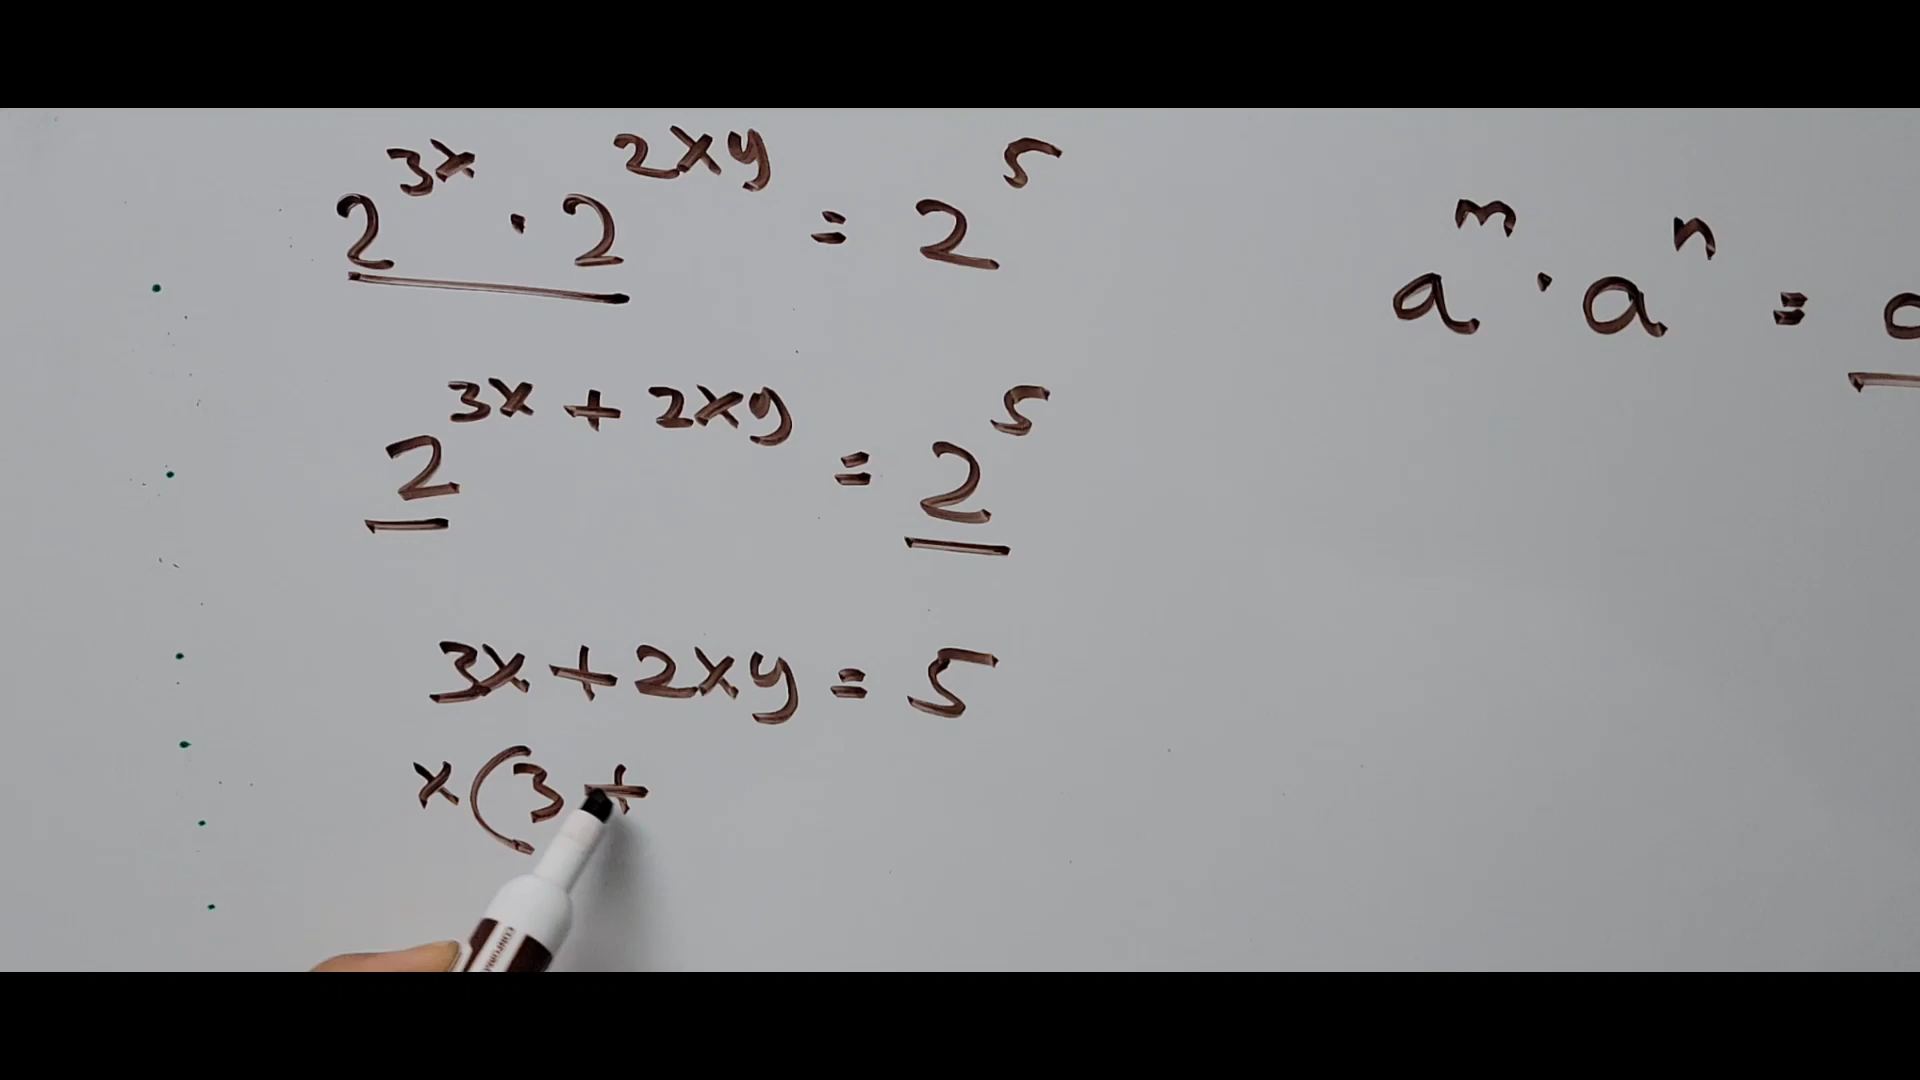 2^{3x} · 2^{2xy} = 2^5
a^m · a^n =
2^{3x + 2xy} = 2^5
3x + 2xy = 5
x(3 +